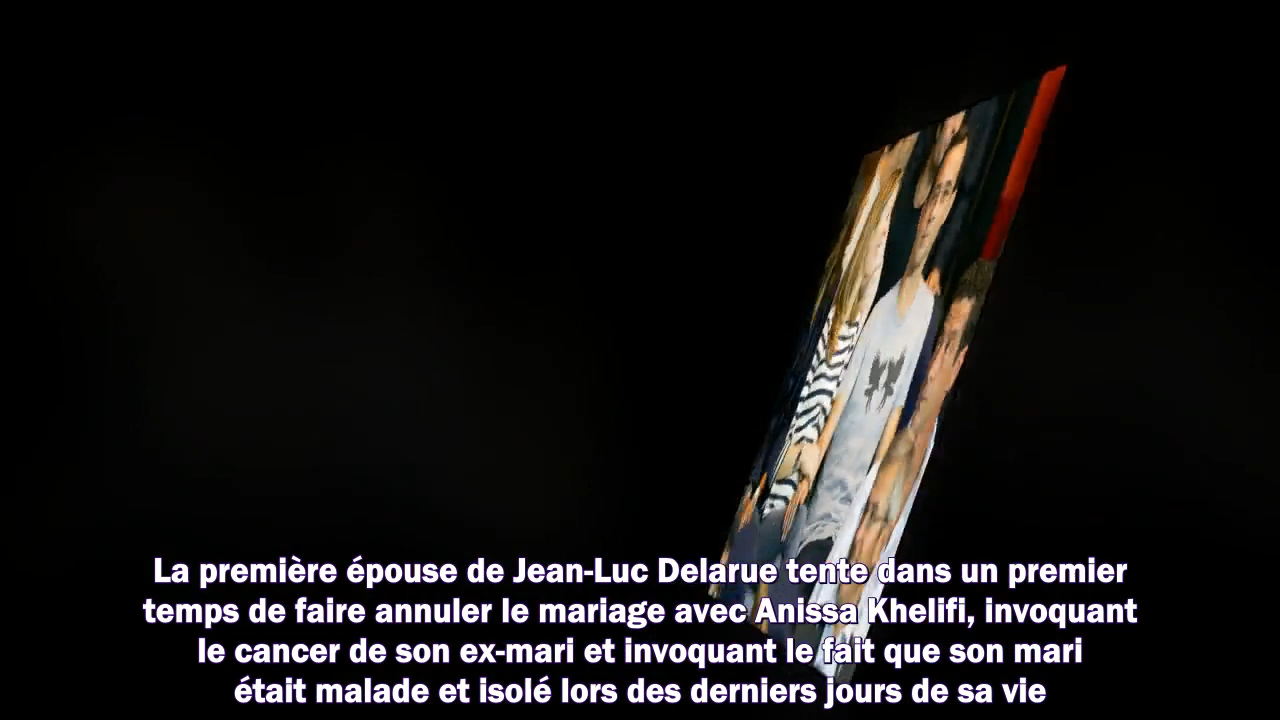 La première épouse de Jean-Luc Delarue tente dans un premier
temps de faire annuler le mariage avec Anissa Khelifi, invoquant
le cancer de son ex-mari et invoquant le fait que son mari
était malade et isolé lors des derniers jours de sa vie